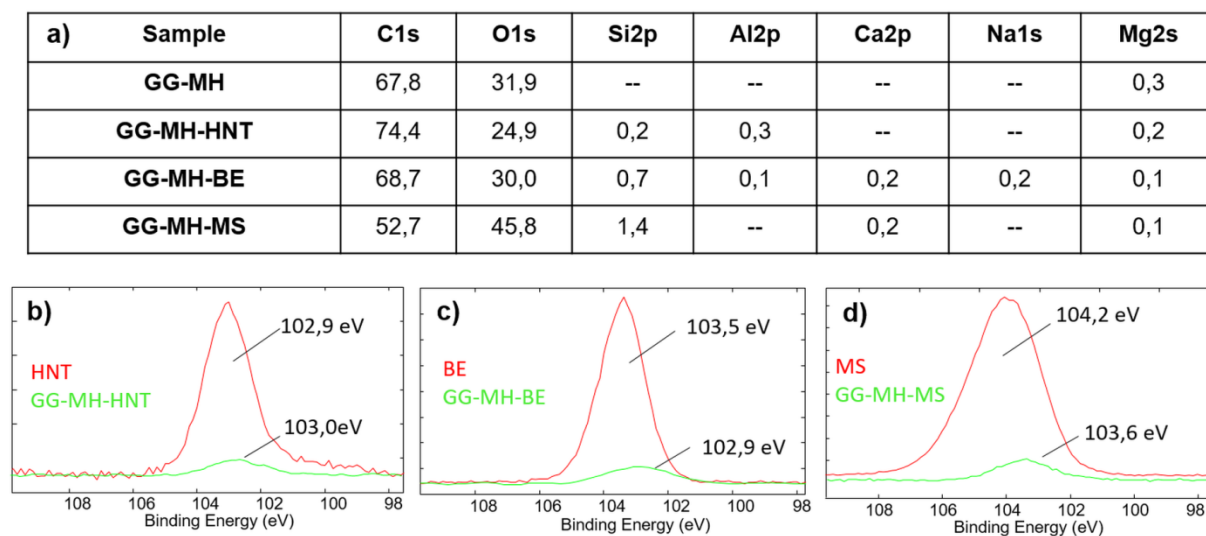 a) Sample C1s O1s Si2p Al2p Ca2p Na1s Mg2s
GG-MH 67,8 31,9 -- -- -- -- 0,3
GG-MH-HNT 74,4 24,9 0,2 0,3 -- -- 0,2
GG-MH-BE 68,7 30,0 0,7 0,1 0,2 0,2 0,1
GG-MH-MS 52,7 45,8 1,4 -- 0,2 -- 0,1
b)
102,9 eV
HNT
GG-MH-HNT
103,0eV
108 106 104 102 100 98
Binding Energy (eV)
c)
103,5 eV
BE
GG-MH-BE
102,9 eV
108 106 104 102 100 98
Binding Energy (eV)
d)
104,2 eV
MS
GG-MH-MS
103,6 eV
108 106 104 102 100 98
Binding Energy (eV)